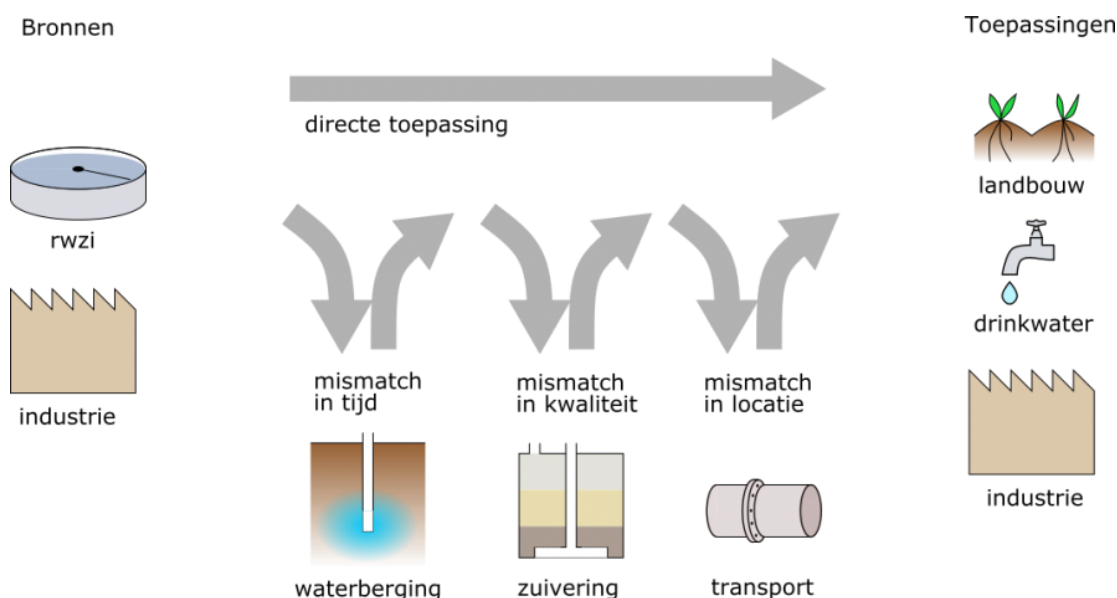 Bronnen
Toepassingen
directe toepassing
rwzi
industrie
landbouw
drinkwater
industrie
mismatch
in tijd
mismatch
in kwaliteit
mismatch
in locatie
waterberging
zuivering
transport